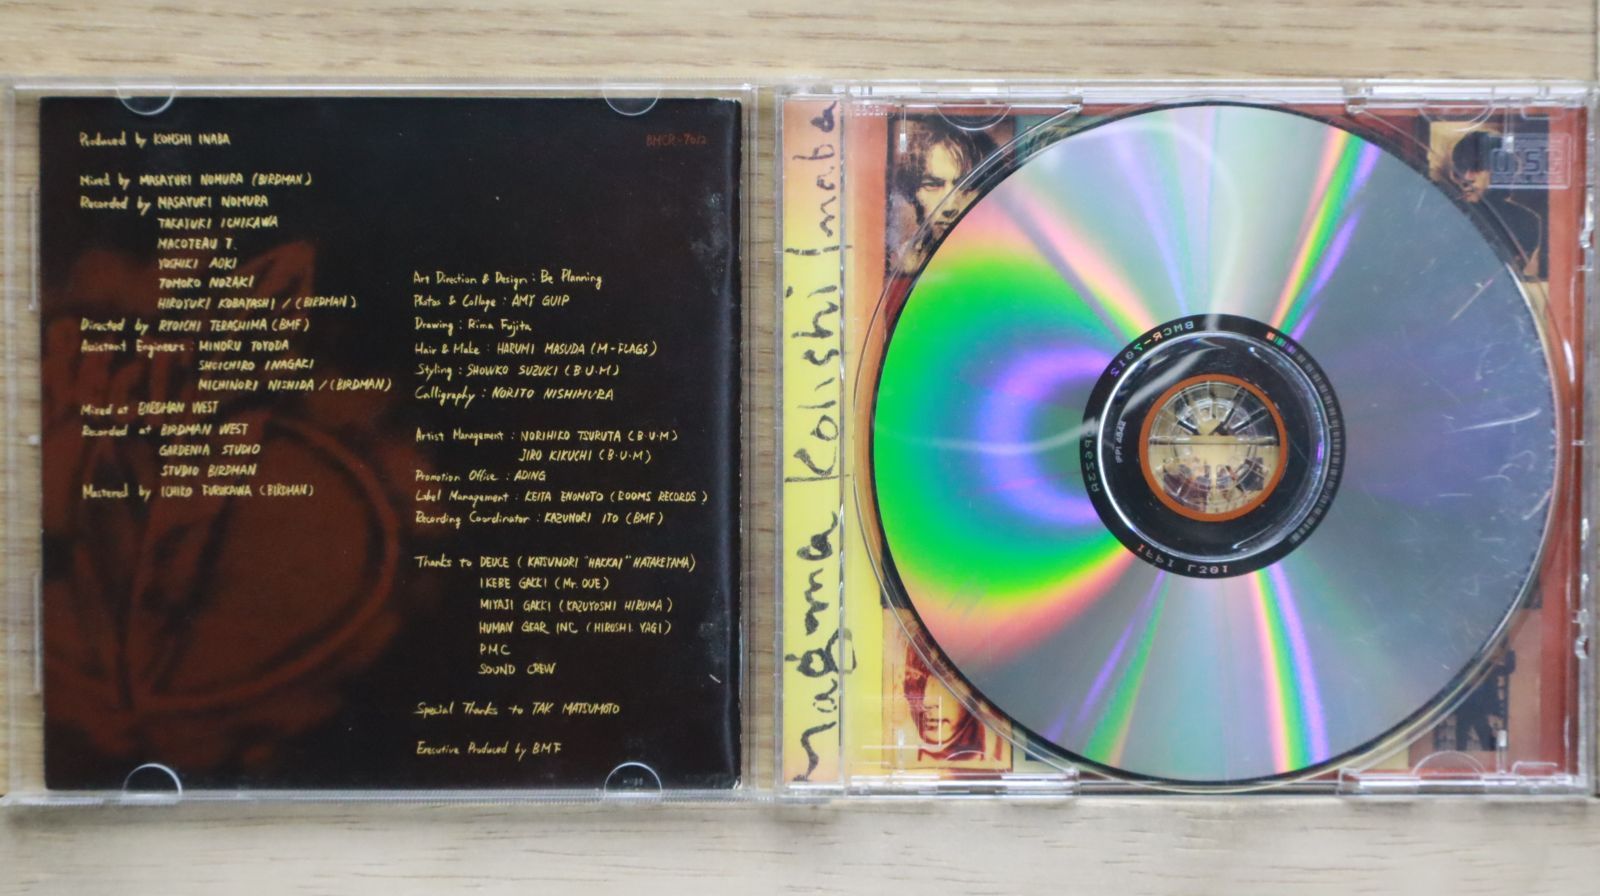 Produced by KOHSHI INABA
BMCR-7012
Mixed by MASAYUKI NOMURA (BIRDMAN)
Recorded by MASAYUKI NOMURA
TAKAYUKI ICHIKAWA
MACOTEAU T.
YOSHIKI AOKI
TOMOKO NOZAKI
HIROYUKI KOBAYASHI / (BIRDMAN)
Directed by RYOICHI TERASHIMA (BMF)
Assistant Engineers : MINORU TOYODA
SHOICHIRO INAGAKI
MICHINORI NISHIDA / (BIRDMAN)
Mixed at BIRDMAN WEST
Recorded at BIRDMAN WEST
GARDENIA STUDIO
STUDIO BIRDMAN
Mastered by ICHIRO FURUKAWA (BIRDMAN)
Art Direction & Design : Be Planning
Photos & Collage : AMY GUIP
Drawing : Rima Fujita
Hair & Make : HARUMI MASUDA (M-FLAGS)
Styling : SHOWKO SUZUKI (B·U·M)
Calligraphy : NORITO NISHIMURA
Artist Management : NORIHIKO TSURUTA (B·U·M)
JIRO KIKUCHI (B·U·M)
Promotion Office : ADING
Label Management : KEITA ENOMOTO (ROOMS RECORDS)
Recording Coordinator : KAZUNORI ITO (BMF)
Thanks to DEUCE (KATSUNORI "HAKKAI" HATAKEYAMA)
IKEBE GAKKI (Mr. OUE)
MIYAJI GAKKI (KAZUYOSHI HIRUMA)
HUMAN GEAR INC (HIROSHI YAGI)
PMC
SOUND CREW
Special Thanks to TAK MATSUMOTO
Executive Produced by BMF
Magma Kohshi Inaba
BMCR-7012
IFPI L301